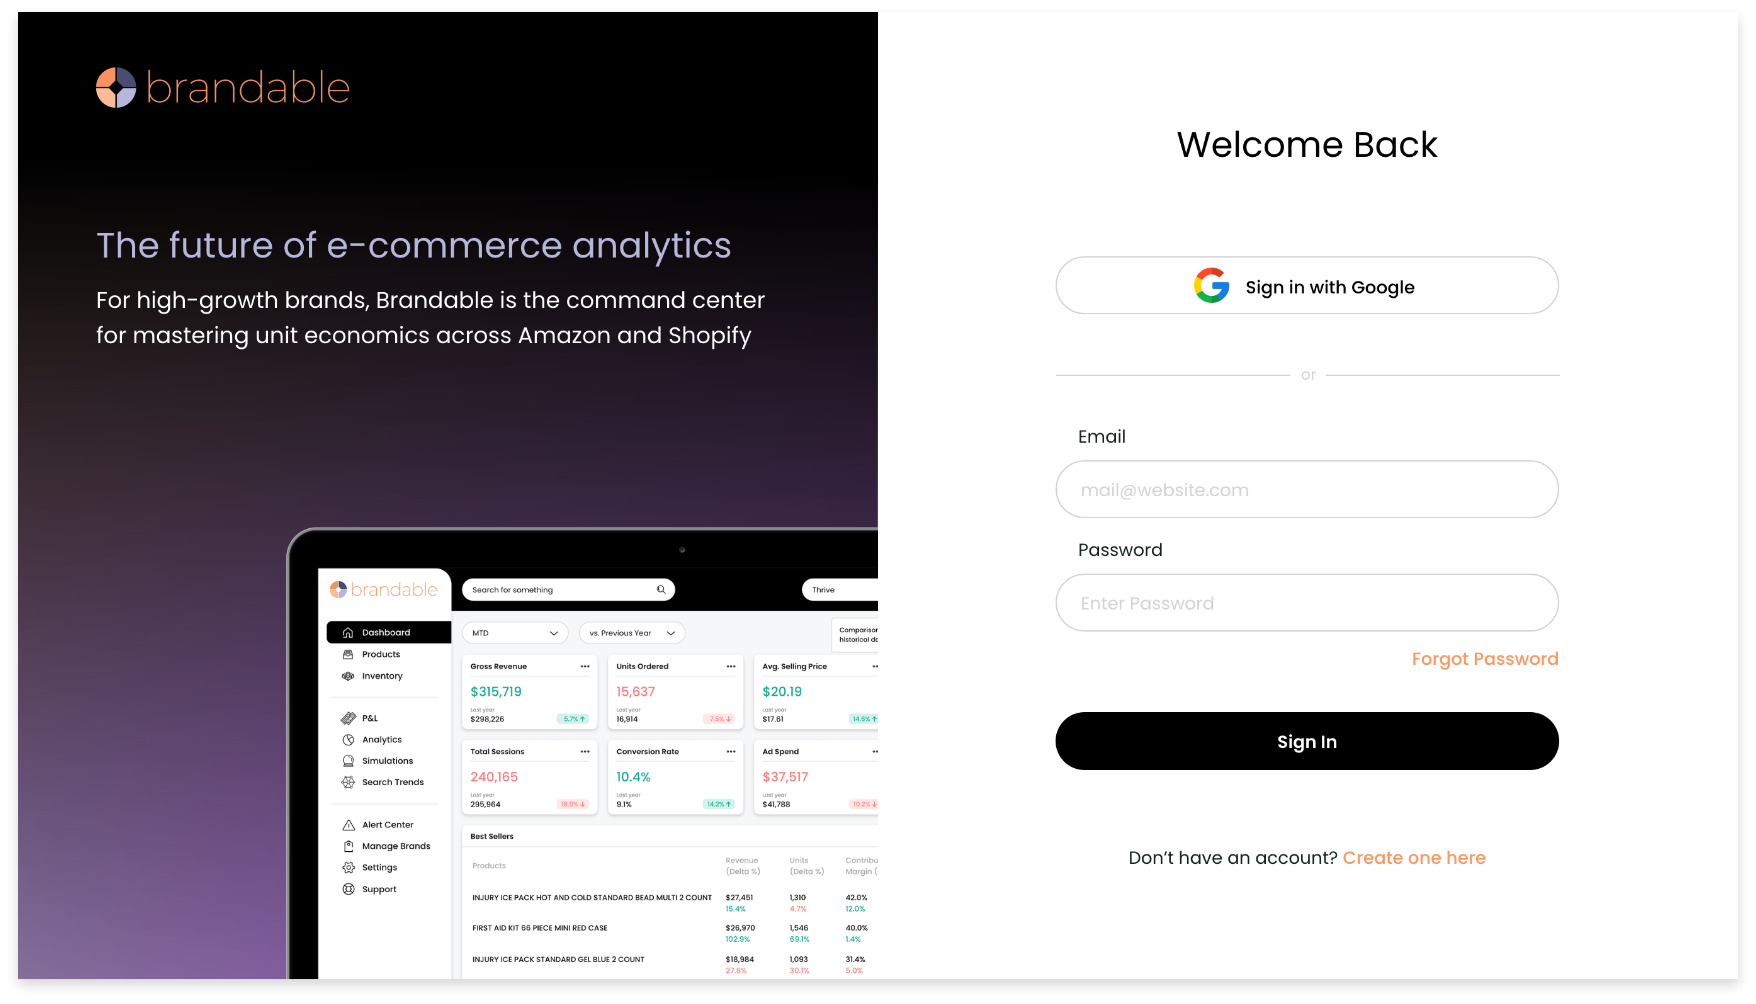 brandable
The future of e-commerce analytics
For high-growth brands, Brandable is the command center
for mastering unit economics across Amazon and Shopify
brandable
Dashboard
Products
Inventory
P&L
Analytics
Simulations
Search Trends
Alert Center
Manage Brands
Settings
Support
Search for something
Thrive
MTD
vs. Previous Year
Comparison
historical da
Gross Revenue
$315,719
Last year
$298,226
5.7%
Units Ordered
15,637
Last year
16,914
7.5%
Avg. Selling Price
$20.19
Last year
$17.61
14.6%
Total Sessions
240,165
Last year
295,964
18.8%
Conversion Rate
10.4%
Last year
9.1%
14.2%
Ad Spend
$37,517
Last year
$41,788
10.2%
Best Sellers
Products
Revenue
(Delta %)
Units
(Delta %)
Contribu
Margin (
INJURY ICE PACK HOT AND COLD STANDARD BEAD MULTI 2 COUNT
$27,451
15.4%
1,310
4.7%
42.0%
12.0%
FIRST AID KIT 66 PIECE MINI RED CASE
$26,970
102.9%
1,546
69.1%
40.0%
1.4%
INJURY ICE PACK STANDARD GEL BLUE 2 COUNT
$18,984
27.8%
1,093
30.1%
31.4%
5.0%
Welcome Back
Sign in with Google
or
Email
mail@website.com
Password
Enter Password
Forgot Password
Sign In
Don’t have an account? Create one here